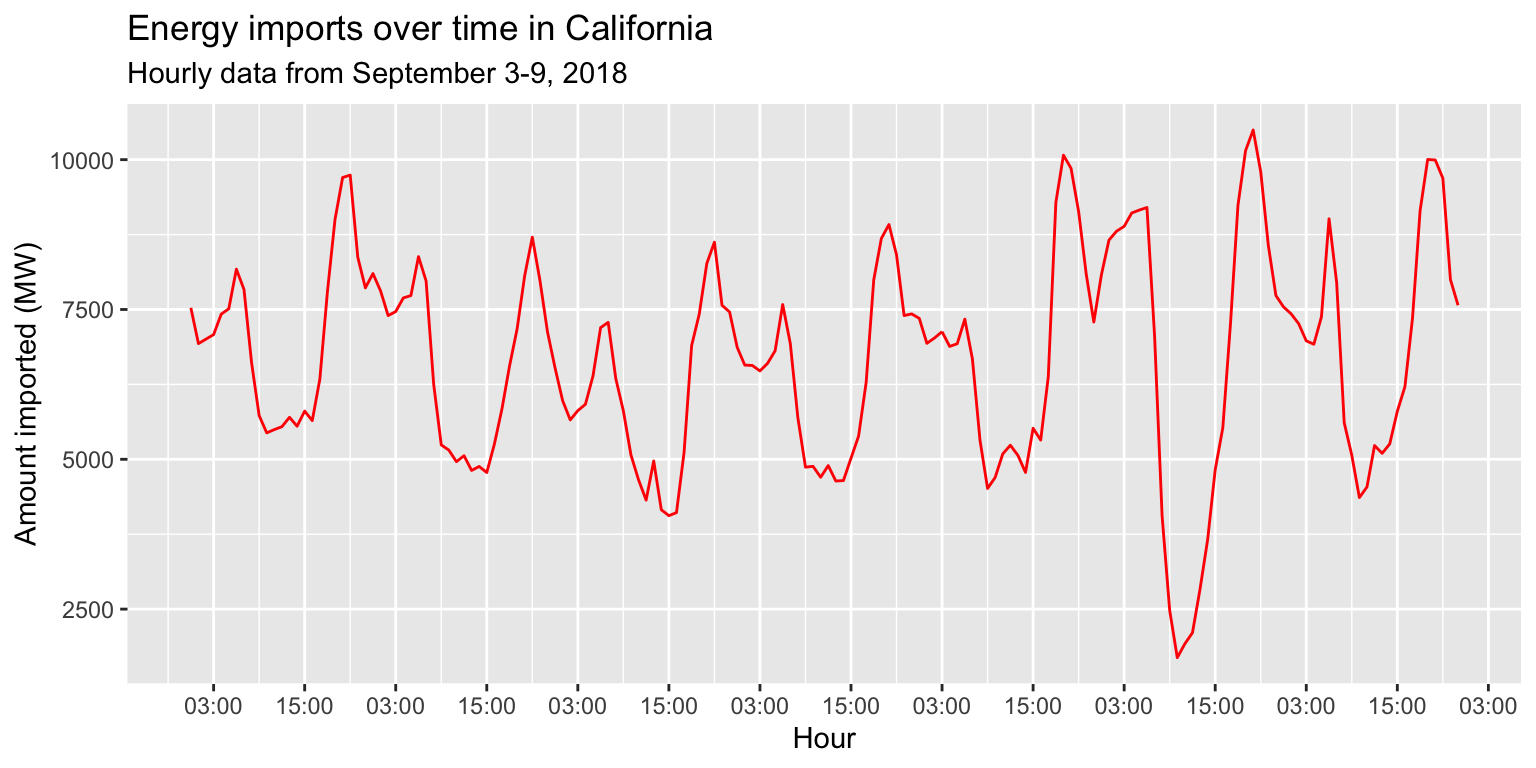 Energy imports over time in California
Hourly data from September 3-9, 2018
Amount imported (MW)
10000
7500
5000
2500
03:00 15:00 03:00 15:00 03:00 15:00 03:00 15:00 03:00 15:00 03:00 15:00 03:00 15:00 03:00
Hour